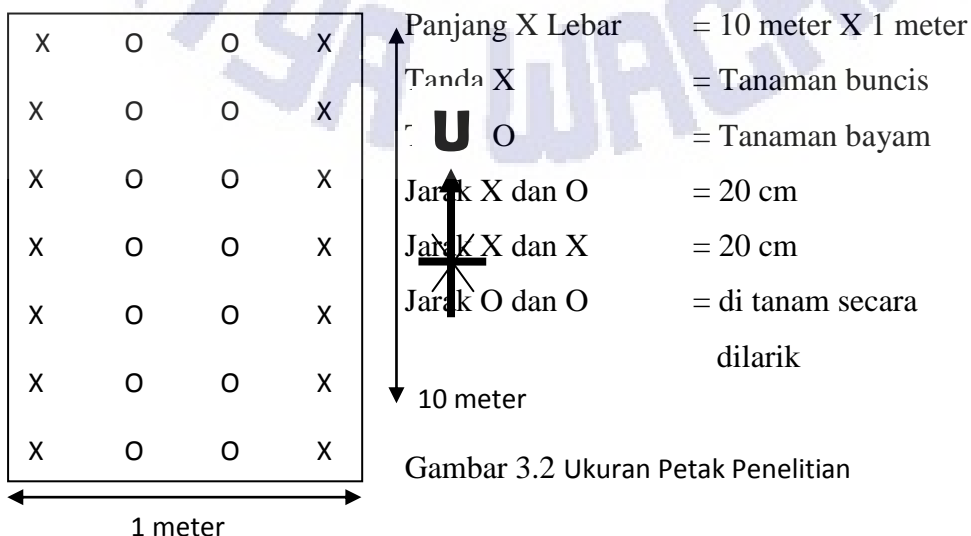 X O O X
X O O X
X O O X
X O O X
X O O X
X O O X
X O O X
1 meter
10 meter
U
Panjang X Lebar = 10 meter X 1 meter
Tanda X = Tanaman buncis
O = Tanaman bayam
Jarak X dan O = 20 cm
Jarak X dan X = 20 cm
Jarak O dan O = di tanam secara
dilarik
Gambar 3.2 Ukuran Petak Penelitian